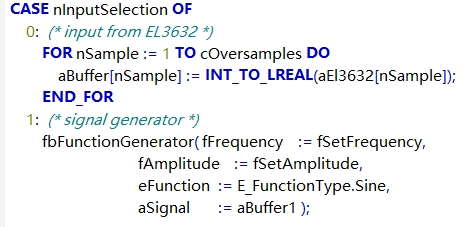 CASE nInputSelection OF
0: (* input from EL3632 *)
FOR nSample := 1 TO cOversamples DO
aBuffer[nSample] := INT_TO_LREAL(aEl3632[nSample]);
END_FOR
1: (* signal generator *)
fbFunctionGenerator( fFrequency := fSetFrequency,
fAmplitude := fSetAmplitude,
eFunction := E_FunctionType.Sine,
aSignal := aBuffer1 );